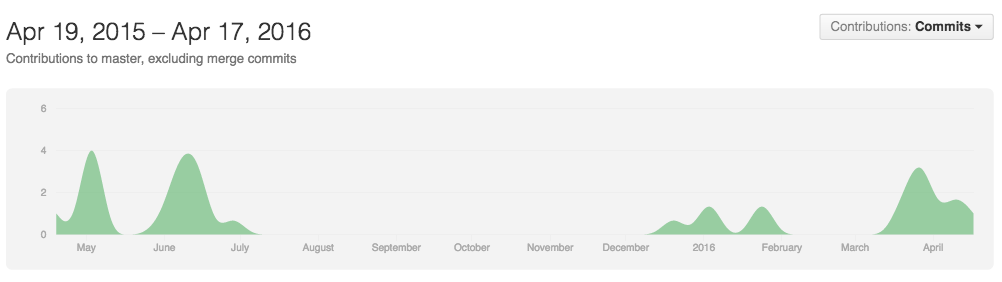 Apr 19, 2015 – Apr 17, 2016
Contributions: Commits
Contributions to master, excluding merge commits
6
4
2
0
May June July August September October November December 2016 February March April